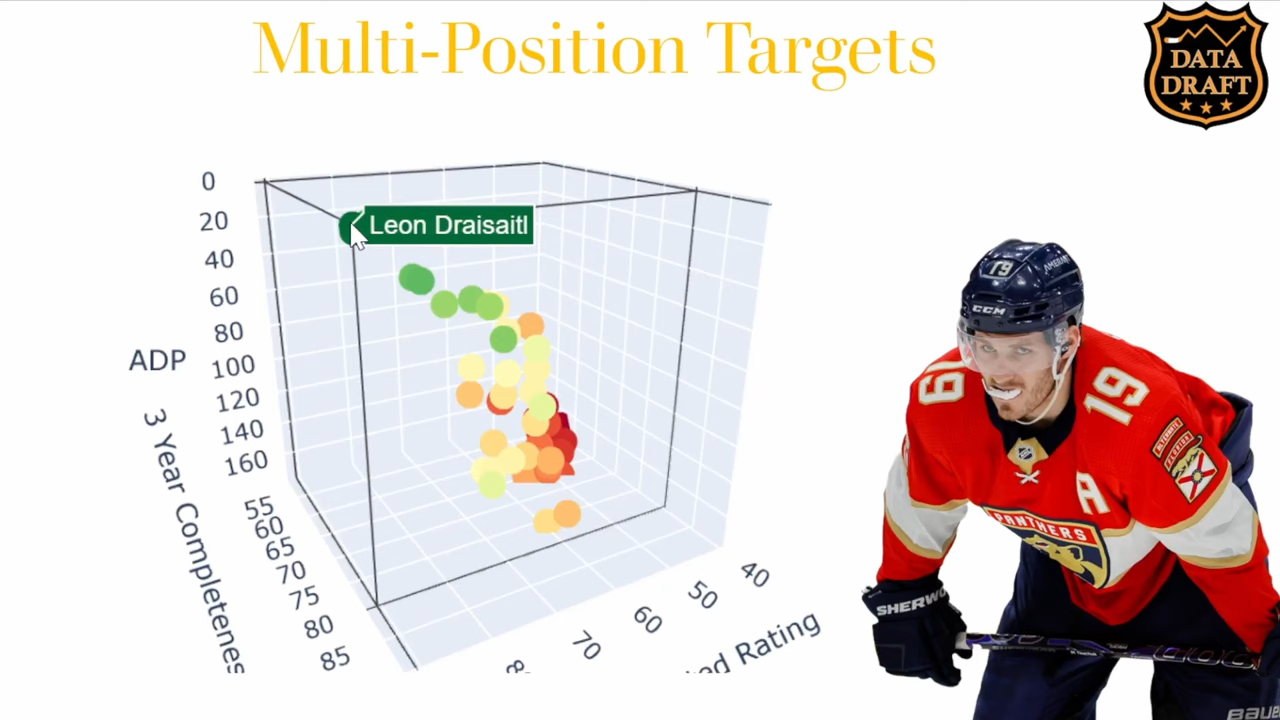 Multi-Position Targets
DATA
DRAFT
Leon Draisaitl
0
20
40
60
80
100
120
140
160
ADP
3 Year Completenes
55
60
65
70
75
80
85
70
60
50
40
ed Rating
19
CCM
19
19
A
PANTHERS
SHERWO
Bauer